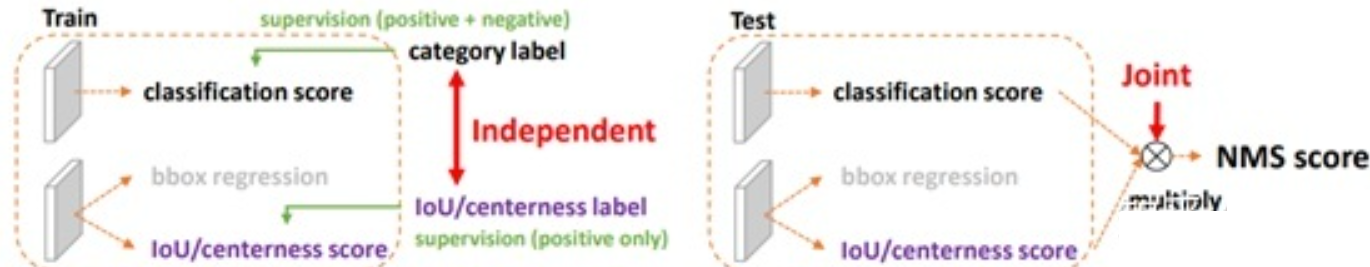 Train
supervision (positive + negative)
category label
classification score
Independent
bbox regression
IoU/centerness label
supervision (positive only)
IoU/centerness score
Test
classification score
Joint
NMS score
bbox regression
multiply
IoU/centerness score